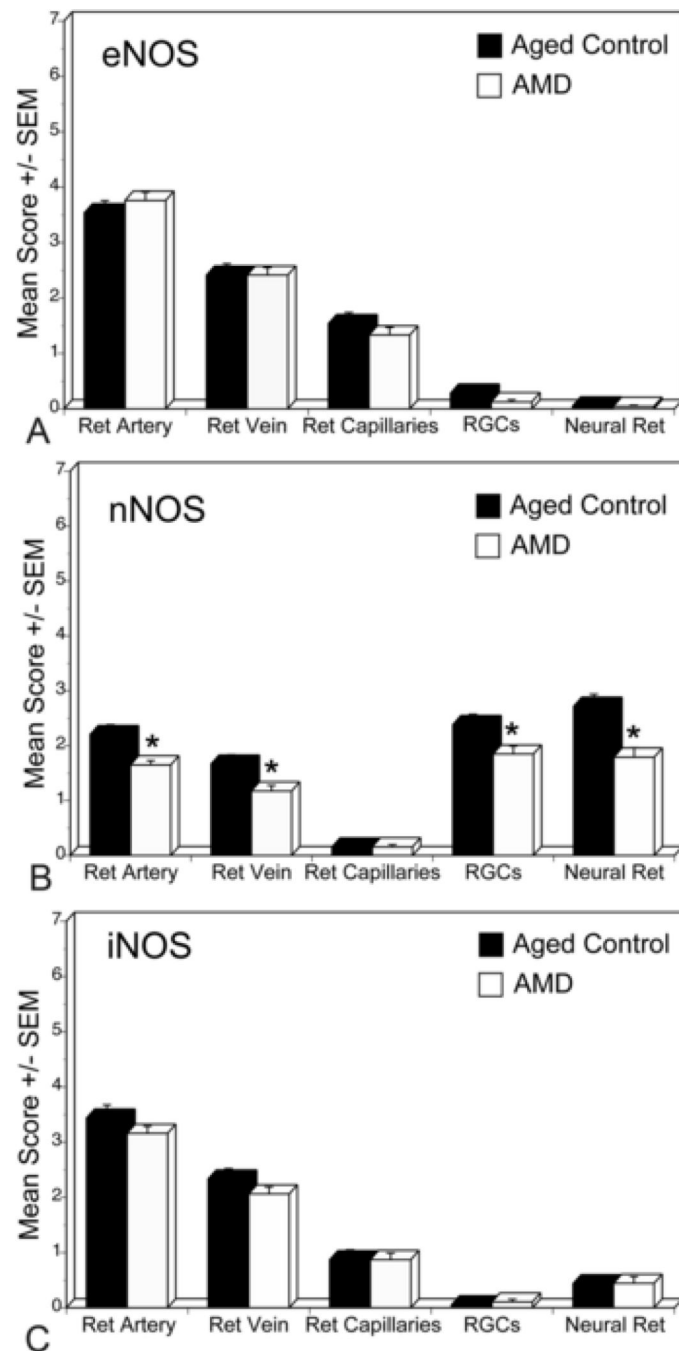 eNOS
Aged Control
AMD
Mean Score +/- SEM
7
6
5
4
3
2
1
0
A
Ret Artery Ret Vein Ret Capillaries RGCs Neural Ret
nNOS
Aged Control
AMD
Mean Score +/- SEM
7
6
5
4
3
2
1
0
* * * *
B
Ret Artery Ret Vein Ret Capillaries RGCs Neural Ret
iNOS
Aged Control
AMD
Mean Score +/- SEM
7
6
5
4
3
2
1
0
C
Ret Artery Ret Vein Ret Capillaries RGCs Neural Ret